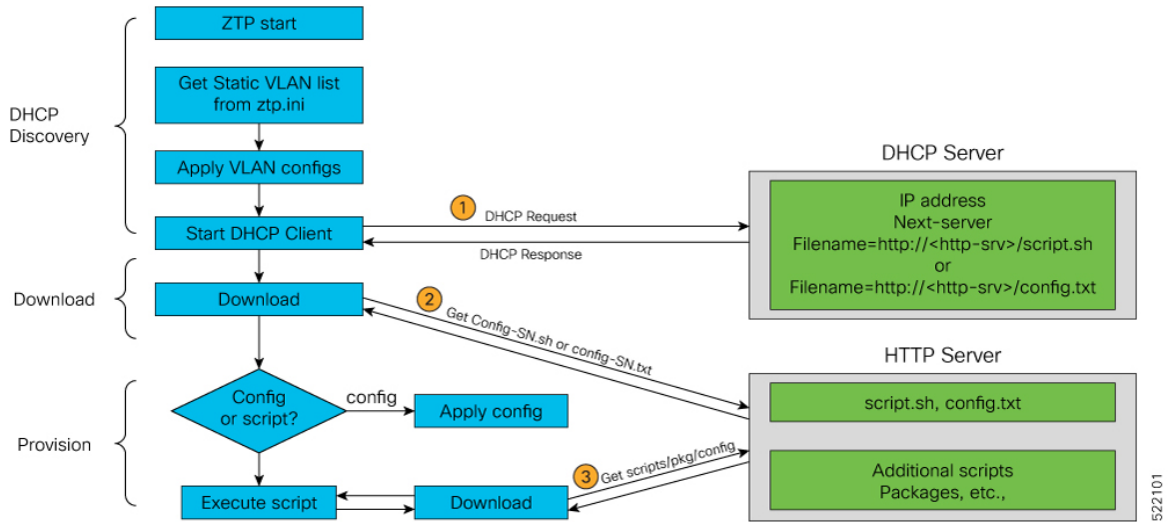 ZTP start
Get Static VLAN list
from ztp.ini
DHCP
Discovery
Apply VLAN configs
DHCP Server
1
DHCP Request
IP address
Next-server
Filename=http://<http-srv>/script.sh
or
Filename=http://<http-srv>/config.txt
Start DHCP Client
DHCP Response
Download
Download
2
Get Config-SN.sh or config-SN.txt
HTTP Server
script.sh, config.txt
Config
or script?
config
Apply config
Provision
3
Get scripts/pkg/config
Additional scripts
Packages, etc.,
Execute script
Download
522101